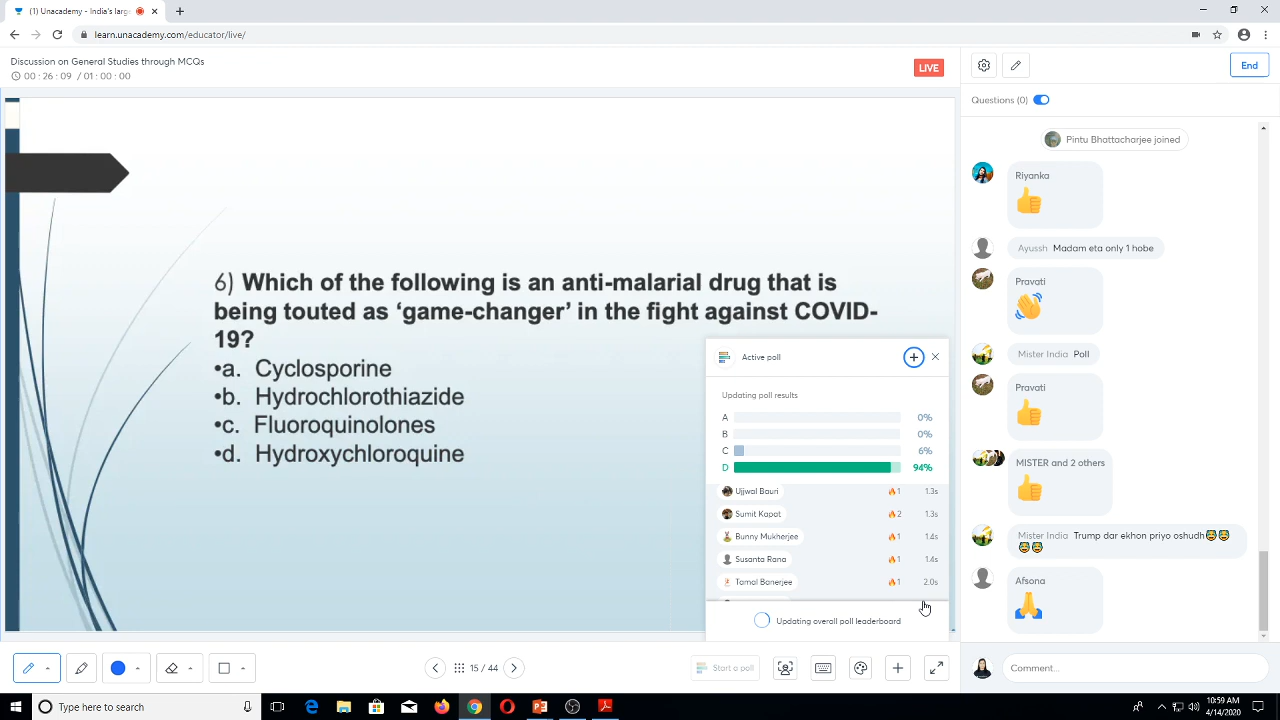 (1) Unacademy - India's larg
learn.unacademy.com/educator/live/
Discussion on General Studies through MCQs
00 : 26 : 09 / 01 : 00 : 00
LIVE
End
Questions (0)
6) Which of the following is an anti-malarial drug that is
being touted as ‘game-changer’ in the fight against COVID-
19?
•a. Cyclosporine
•b. Hydrochlorothiazide
•c. Fluoroquinolones
•d. Hydroxychloroquine
Active poll
Updating poll results
A 0%
B 0%
C 6%
D 94%
Ujjwal Bauri 1 1.3s
Sumit Kapat 2 1.3s
Bunny Mukherjee 1 1.4s
Susanta Rana 1 1.4s
Tamal Banerjee 1 2.0s
Updating overall poll leaderboard
Pintu Bhattacharjee joined
Riyanka
Ayussh Madam eta only 1 hobe
Pravati
Mister India Poll
Pravati
MISTER and 2 others
Mister India Trump dar ekhon priyo oshudh
Afsona
15 / 44
Start a poll
Comment...
Type here to search
10:59 AM
4/14/2020